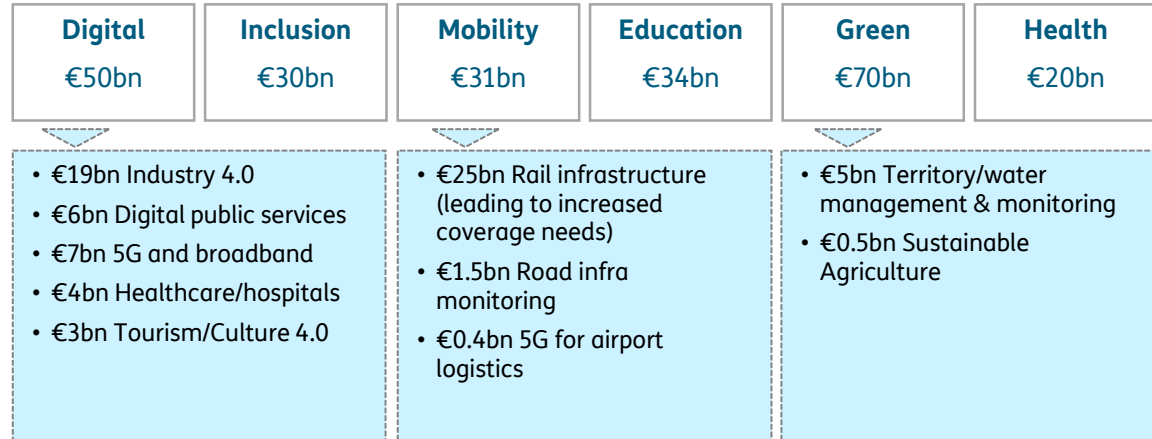 Digital
€50bn
Inclusion
€30bn
Mobility
€31bn
Education
€34bn
Green
€70bn
Health
€20bn
• €19bn Industry 4.0
• €6bn Digital public services
• €7bn 5G and broadband
• €4bn Healthcare/hospitals
• €3bn Tourism/Culture 4.0
• €25bn Rail infrastructure
(leading to increased
coverage needs)
• €1.5bn Road infra
monitoring
• €0.4bn 5G for airport
logistics
• €5bn Territory/water
management & monitoring
• €0.5bn Sustainable
Agriculture